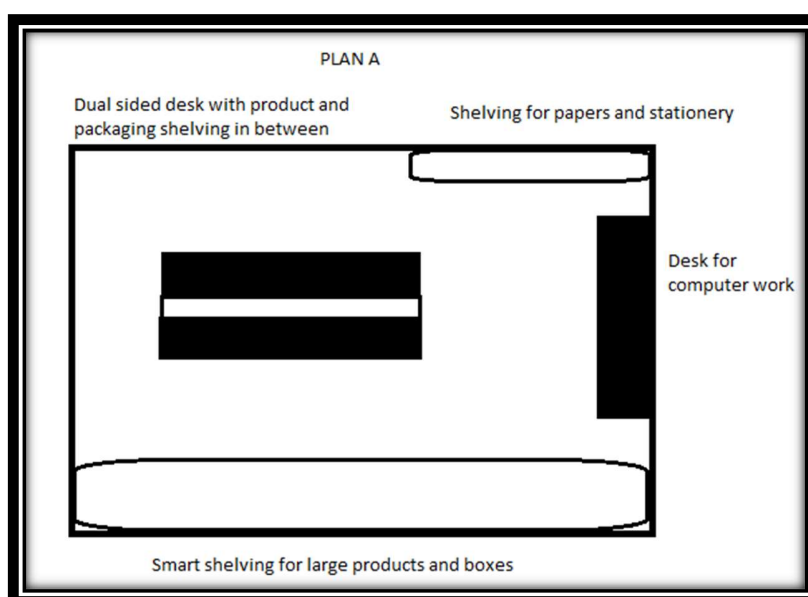 PLAN A
Dual sided desk with product and
packaging shelving in between
Shelving for papers and stationery
Desk for
computer work
Smart shelving for large products and boxes